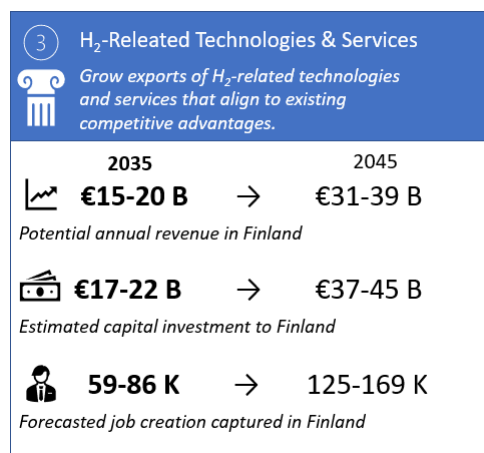 3
H₂-Releated Technologies & Services
Grow exports of H₂-related technologies
and services that align to existing
competitive advantages.
2035 2045
€15-20 B → €31-39 B
Potential annual revenue in Finland
€17-22 B → €37-45 B
Estimated capital investment to Finland
59-86 K → 125-169 K
Forecasted job creation captured in Finland